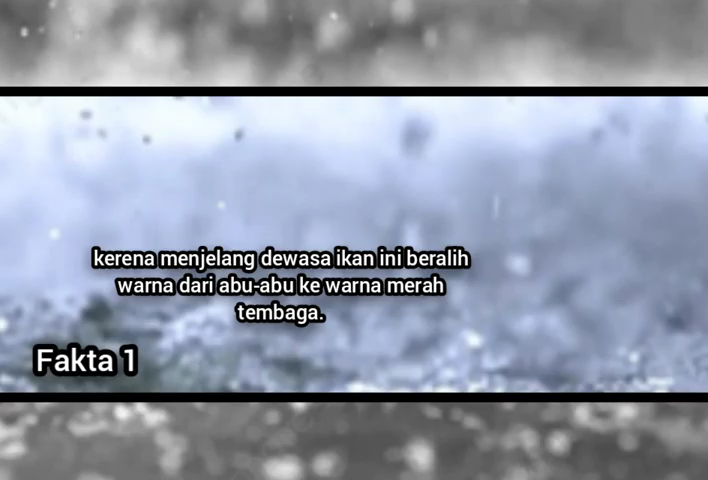 kerena menjelang dewasa ikan ini beralih
warna dari abu-abu ke warna merah
tembaga.
Fakta 1